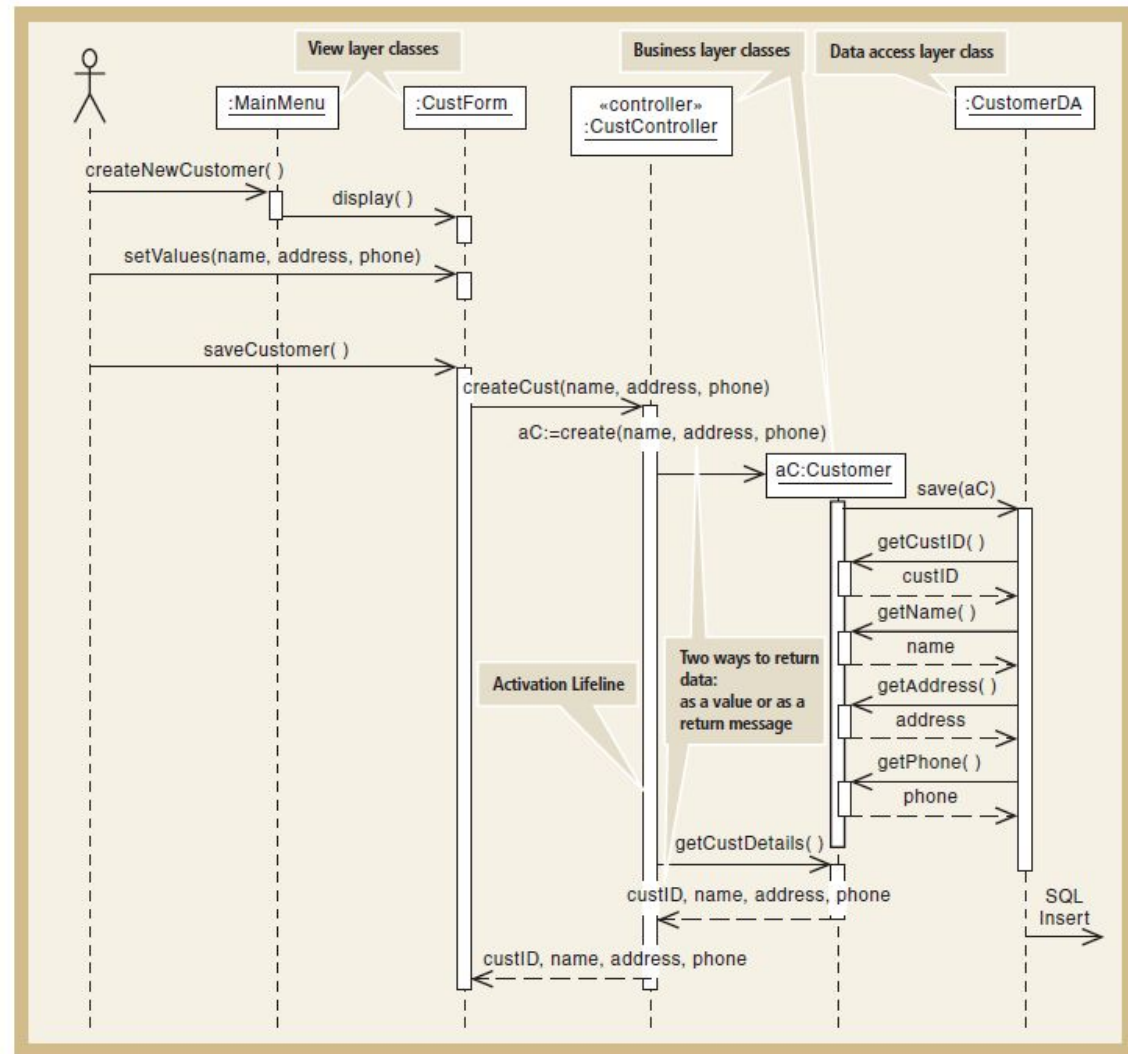 View layer classes
Business layer classes
Data access layer class
:MainMenu
:CustForm
«controller»
:CustController
:CustomerDA
createNewCustomer( )
display( )
setValues(name, address, phone)
saveCustomer( )
createCust(name, address, phone)
aC:=create(name, address, phone)
aC:Customer
save(aC)
getCustID( )
custID
getName( )
name
getAddress( )
address
getPhone( )
phone
Activation Lifeline
Two ways to return
data:
as a value or as a
return message
getCustDetails( )
custID, name, address, phone
SQL
Insert
custID, name, address, phone